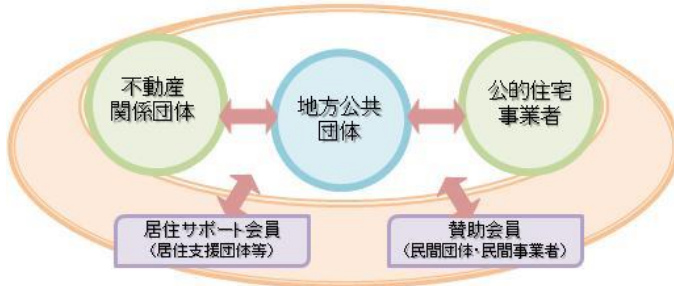 不動産
関係団体
地方公共
団体
公的住宅
事業者
居住サポート会員
（居住支援団体等）
賛助会員
（民間団体・民間事業者）